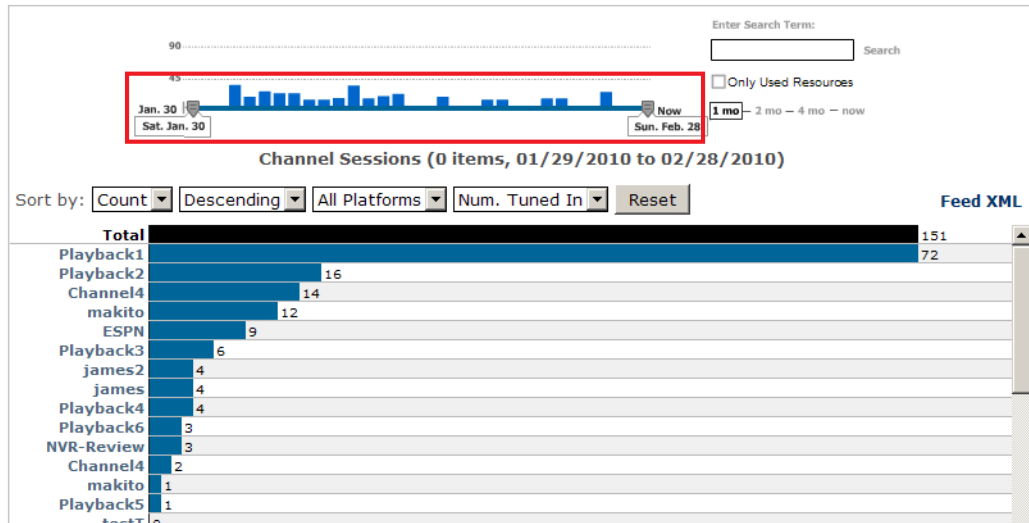 Enter Search Term:
90
Search
45
Only Used Resources
Jan. 30 Now
1 mo – 2 mo – 4 mo – now
Sat. Jan. 30 Sun. Feb. 28
Channel Sessions (0 items, 01/29/2010 to 02/28/2010)
Sort by: Count Descending All Platforms Num. Tuned In Reset Feed XML
Total 151
Playback1 72
Playback2 16
Channel4 14
makito 12
ESPN 9
Playback3 6
james2 4
james 4
Playback4 4
Playback6 3
NVR-Review 3
Channel4 2
makito 1
Playback5 1